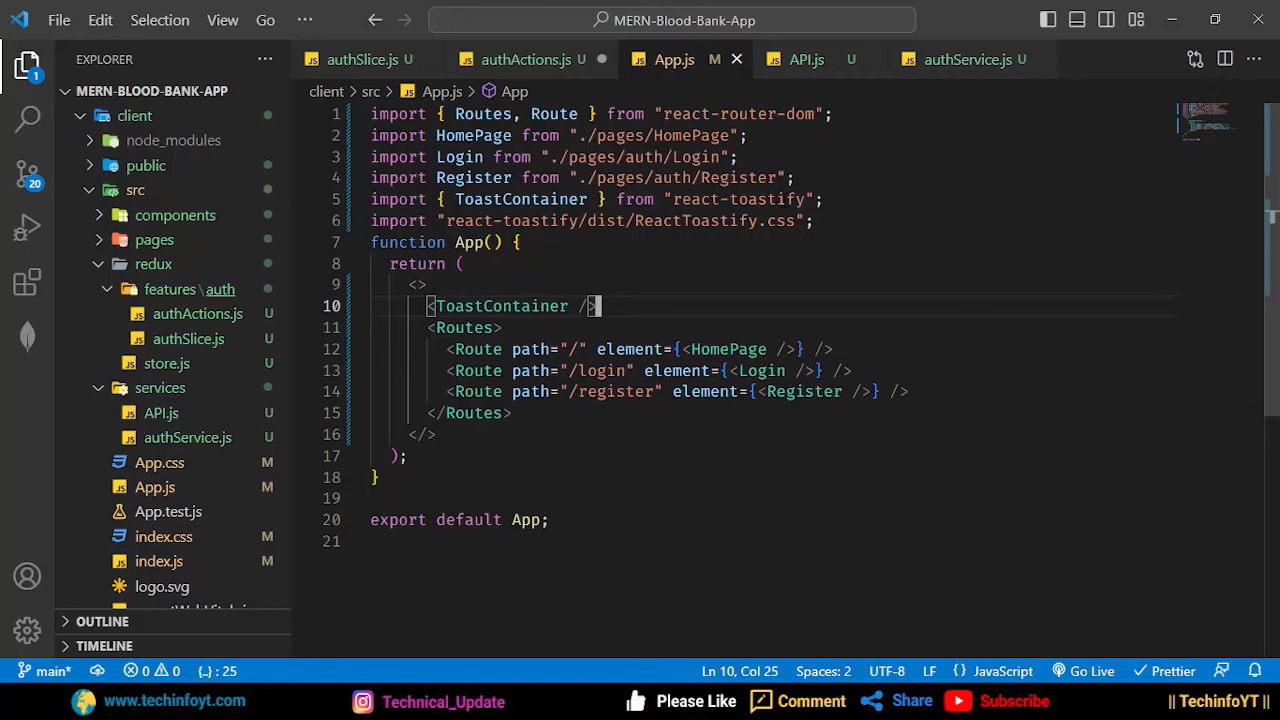 File Edit Selection View Go ··· MERN-Blood-Bank-App
EXPLORER ···
authSlice.js U authActions.js App.js M API.js U authService.js U
client > src > App.js > App
1
MERN-BLOOD-BANK-APP
client
node_modules
public
src
components
pages
redux
features\auth
authActions.js U
authSlice.js U
store.js U
services
API.js U
authService.js U
App.css M
App.js M
App.test.js
index.css M
index.js M
logo.svg
OUTLINE
TIMELINE
20
1 import { Routes, Route } from "react-router-dom";
2 import HomePage from "./pages/HomePage";
3 import Login from "./pages/auth/Login";
4 import Register from "./pages/auth/Register";
5 import { ToastContainer } from "react-toastify";
6 import "react-toastify/dist/ReactToastify.css";
7 function App() {
8 return (
9 <>
10 <ToastContainer />
11 <Routes>
12 <Route path="/" element={<HomePage />} />
13 <Route path="/login" element={<Login />} />
14 <Route path="/register" element={<Register />} />
15 </Routes>
16 </>
17 );
18 }
19
20 export default App;
21
main* 0 0 {..} : 25 Ln 10, Col 25 Spaces: 2 UTF-8 LF {} JavaScript Go Live Prettier
www.techinfoyt.com Technical_Update Please Like Comment Share Subscribe || TechinfoYT ||